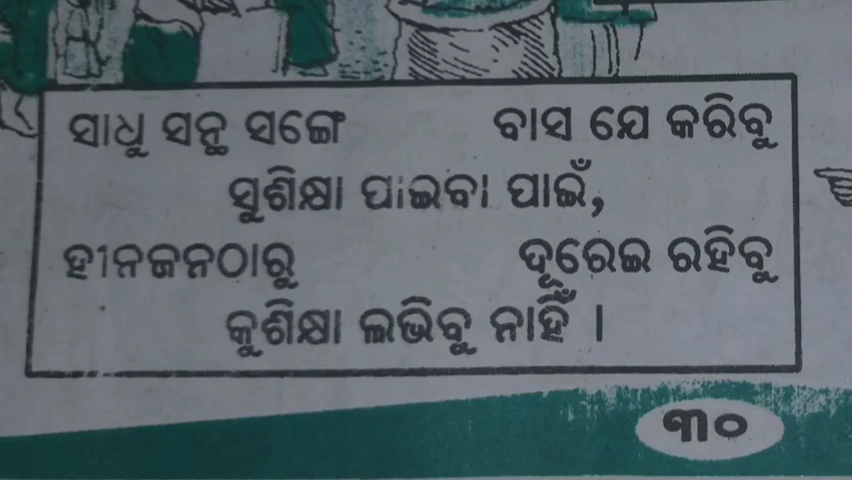 ସାଧୁ ସନ୍ଥ ସଙ୍ଗେ ବାସ ଯେ କରିବୁ
ସୁଶିକ୍ଷା ପାଇବା ପାଇଁ,
ହୀନଜନଠାରୁ ଦୂରେଇ ରହିବୁ
କୁଶିକ୍ଷା ଲଭିବୁ ନାହିଁ ।
୩୦